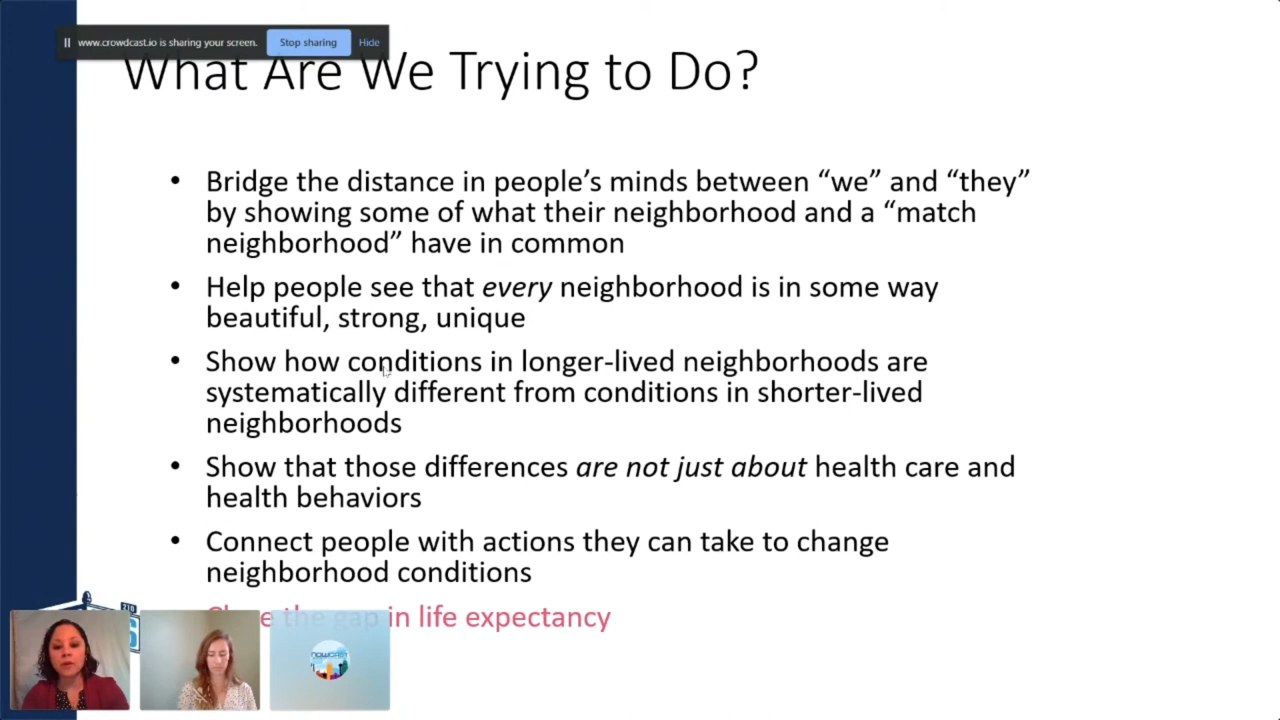 www.crowdcast.io is sharing your screen. Stop sharing Hide
What Are We Trying to Do?
• Bridge the distance in people’s minds between “we” and “they”
by showing some of what their neighborhood and a “match
neighborhood” have in common
• Help people see that every neighborhood is in some way
beautiful, strong, unique
• Show how conditions in longer-lived neighborhoods are
systematically different from conditions in shorter-lived
neighborhoods
• Show that those differences are not just about health care and
health behaviors
• Connect people with actions they can take to change
neighborhood conditions
Close the gap in life expectancy
210
NOWCAST